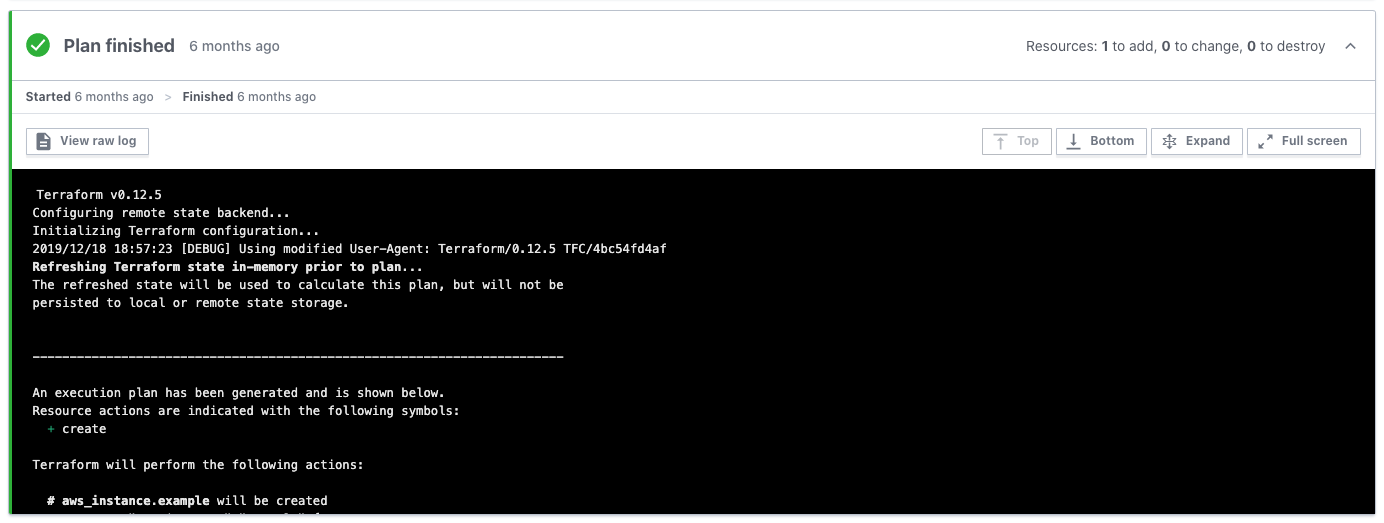 Plan finished 6 months ago Resources: 1 to add, 0 to change, 0 to destroy
Started 6 months ago > Finished 6 months ago
View raw log Top Bottom Expand Full screen
Terraform v0.12.5
Configuring remote state backend...
Initializing Terraform configuration...
2019/12/18 18:57:23 [DEBUG] Using modified User-Agent: Terraform/0.12.5 TFC/4bc54fd4af
Refreshing Terraform state in-memory prior to plan...
The refreshed state will be used to calculate this plan, but will not be
persisted to local or remote state storage.
------------------------------------------------------------------------
An execution plan has been generated and is shown below.
Resource actions are indicated with the following symbols:
+ create
Terraform will perform the following actions:
# aws_instance.example will be created